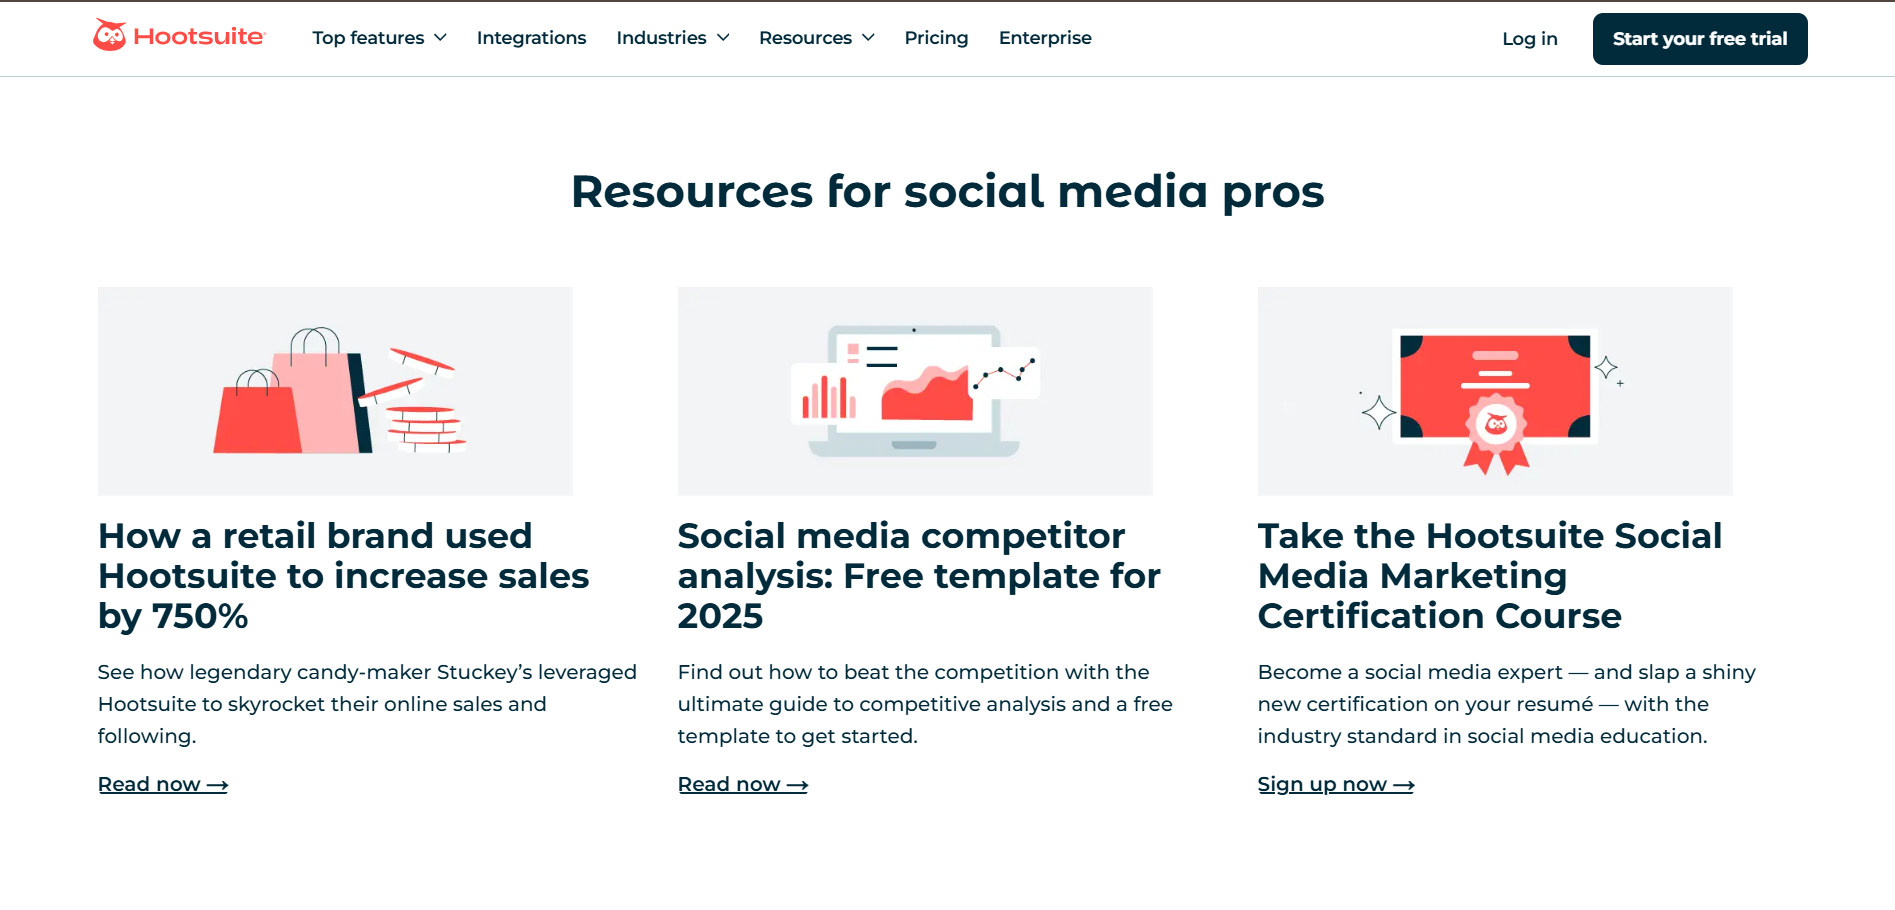 Hootsuite
Top features
Integrations
Industries
Resources
Pricing
Enterprise
Log in
Start your free trial
Resources for social media pros
How a retail brand used
Hootsuite to increase sales
by 750%
See how legendary candy-maker Stuckey’s leveraged
Hootsuite to skyrocket their online sales and
following.
Read now →
Social media competitor
analysis: Free template for
2025
Find out how to beat the competition with the
ultimate guide to competitive analysis and a free
template to get started.
Read now →
Take the Hootsuite Social
Media Marketing
Certification Course
Become a social media expert — and slap a shiny
new certification on your resumé — with the
industry standard in social media education.
Sign up now →